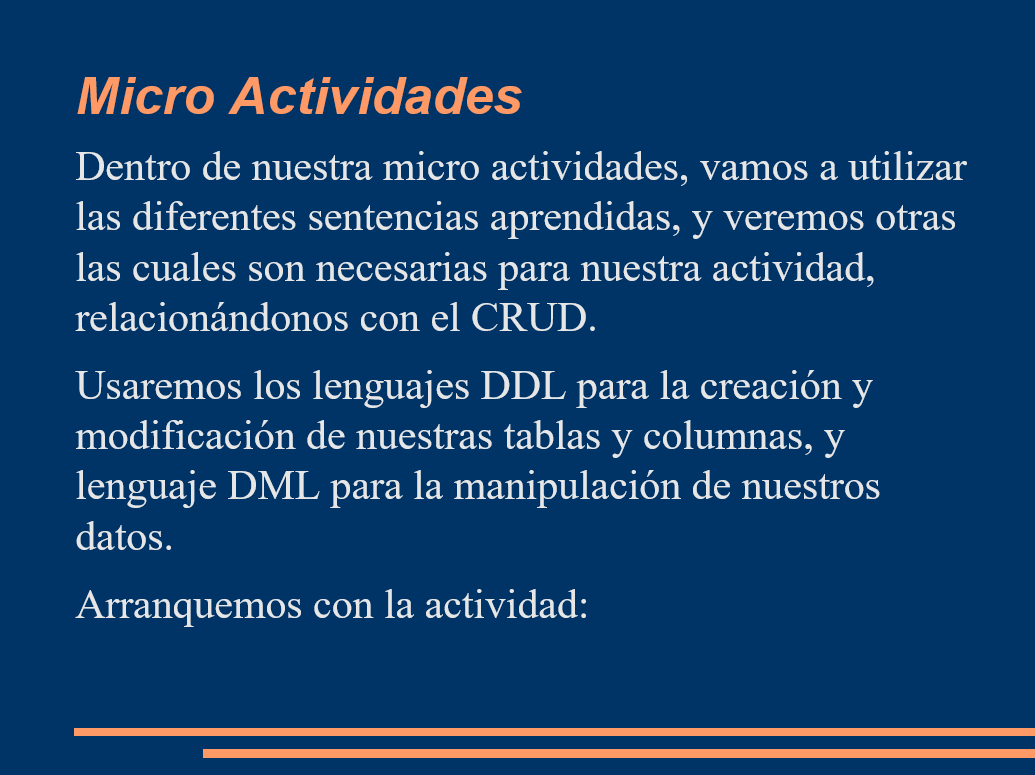 Micro Actividades
Dentro de nuestra micro actividades, vamos a utilizar
las diferentes sentencias aprendidas, y veremos otras
las cuales son necesarias para nuestra actividad,
relacionándonos con el CRUD.
Usaremos los lenguajes DDL para la creación y
modificación de nuestras tablas y columnas, y
lenguaje DML para la manipulación de nuestros
datos.
Arranquemos con la actividad: